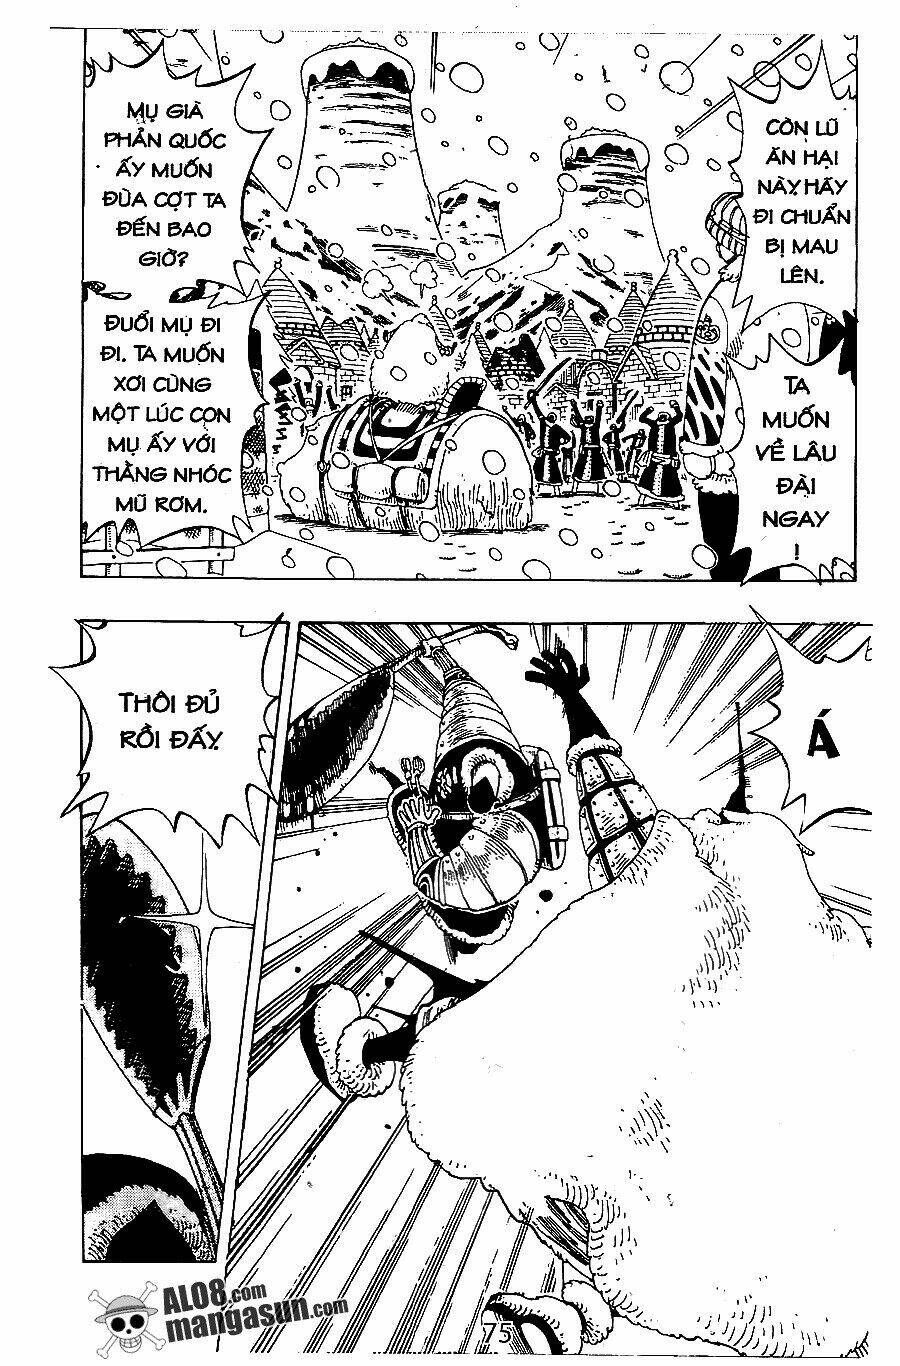 CÒN LŨ
ĂN HẠI
NÀY HÃY
ĐI CHUẨN
BỊ MAU
LÊN.
TA
MUỐN
VỀ LÂU
ĐÀI
NGAY
!
MỤ GIÀ
PHẢN QUỐC
ẤY MUỐN
ĐÙA CỢT TA
ĐẾN BAO
GIỜ?
ĐUỔI MỤ ĐI
ĐI. TA MUỐN
XƠI CÙNG
MỘT LÚC CON
MỤ ẤY VỚI
THẰNG NHÓC
MŨ RƠM.
Á
THÔI ĐỦ
RỒI ĐẤY.
ALO8.com
mangasun.com
75